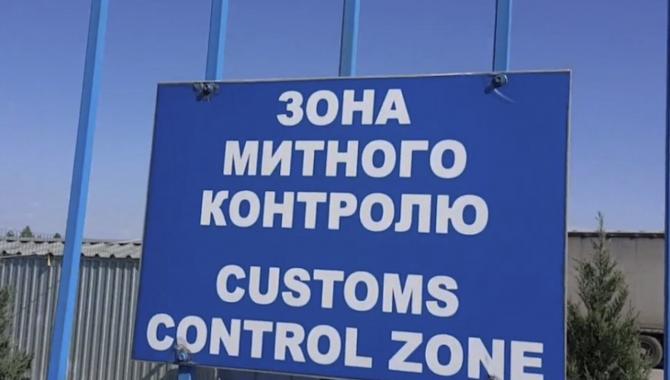 ЗОНА
МИТНОГО
КОНТРОЛЮ
CUSTOMS
CONTROL ZONE